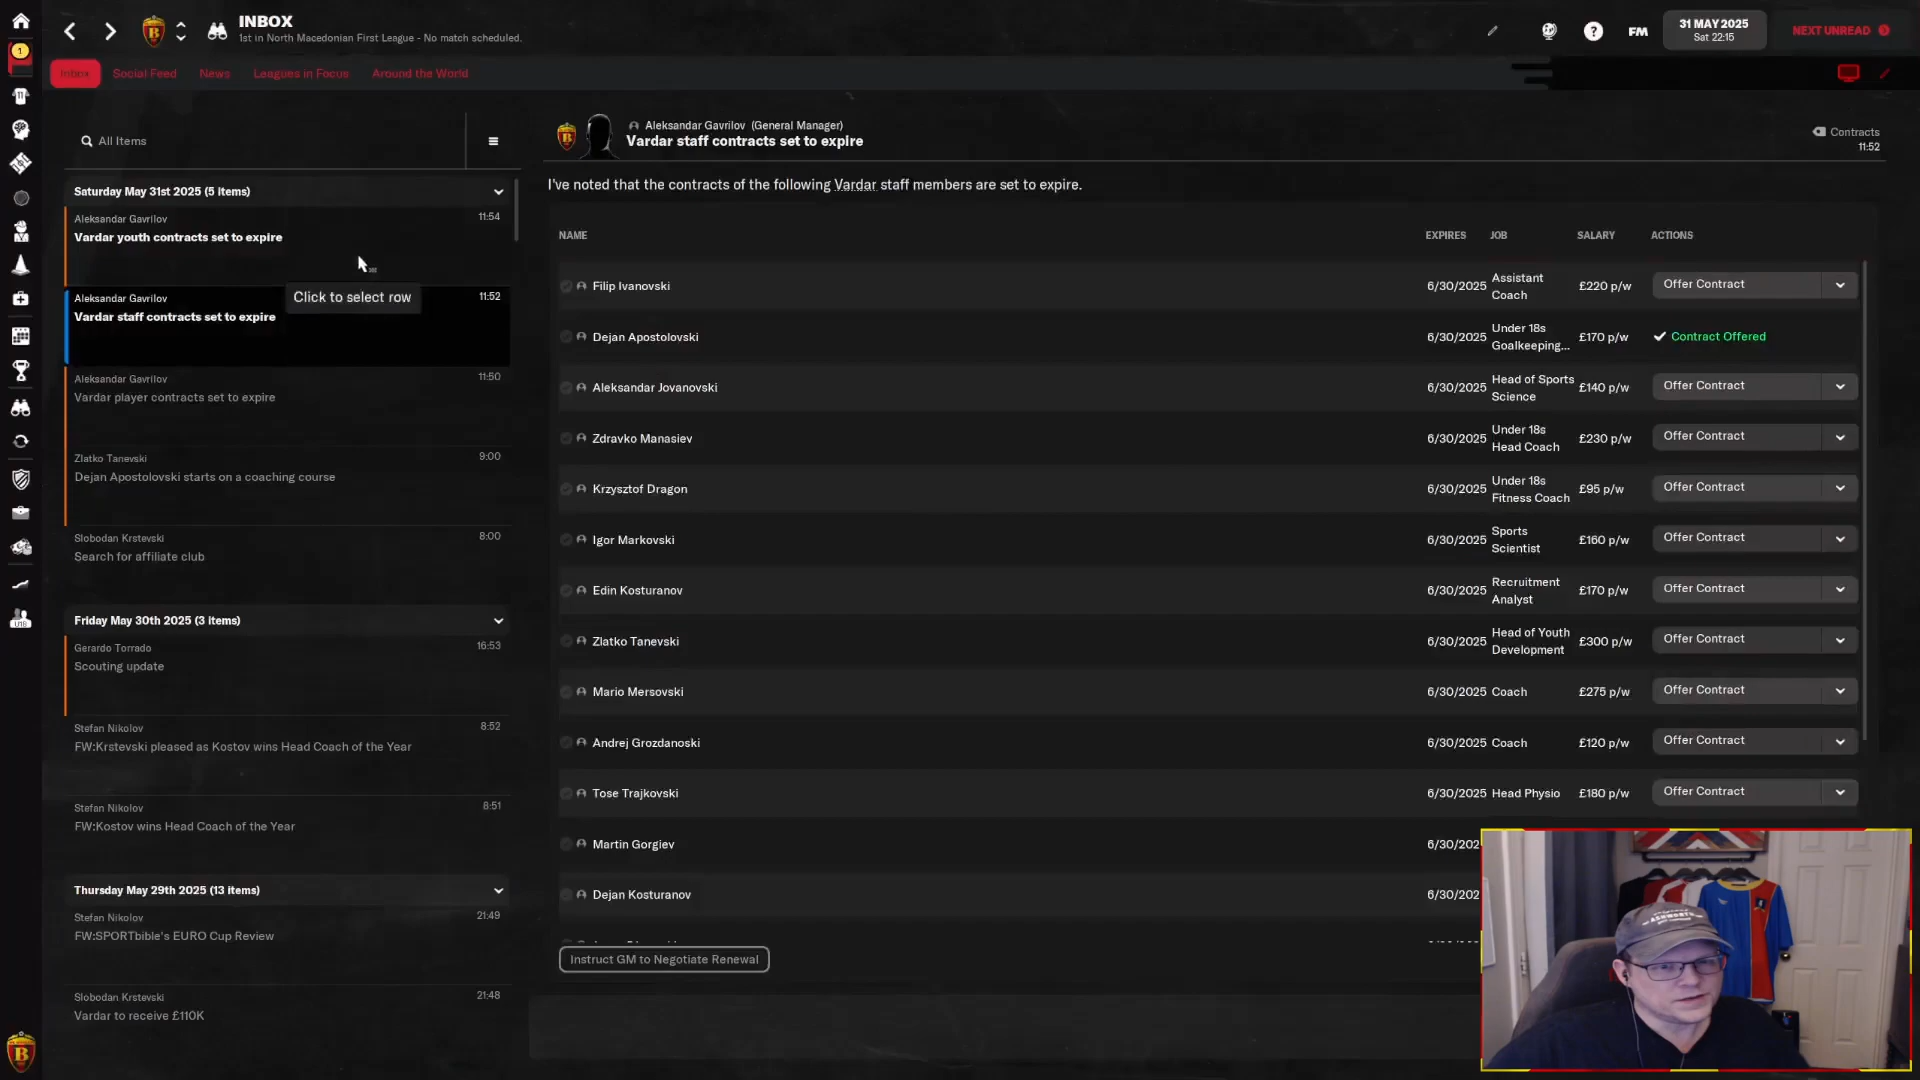 INBOX
1st in North Macedonian First League - No match scheduled.
FM
31 MAY 2025
Sat 22:15
NEXT UNREAD
1
Inbox
Social Feed
News
Leagues in Focus
Around the World
All Items
Saturday May 31st 2025 (5 items)
Aleksandar Gavrilov 11:54
Vardar youth contracts set to expire
Click to select row
Aleksandar Gavrilov 11:52
Vardar staff contracts set to expire
Aleksandar Gavrilov 11:50
Vardar player contracts set to expire
Zlatko Tanevski 9:00
Dejan Apostolovski starts on a coaching course
Slobodan Krstevski 8:00
Search for affiliate club
Friday May 30th 2025 (3 items)
Gerardo Torrado 16:53
Scouting update
Stefan Nikolov 8:52
FW:Krstevski pleased as Kostov wins Head Coach of the Year
Stefan Nikolov 8:51
FW:Kostov wins Head Coach of the Year
Thursday May 29th 2025 (13 items)
Stefan Nikolov 21:49
FW:SPORTbible's EURO Cup Review
Slobodan Krstevski 21:48
Vardar to receive £110K
Aleksandar Gavrilov (General Manager)
Vardar staff contracts set to expire
Contracts
11:52
I've noted that the contracts of the following Vardar staff members are set to expire.
NAME EXPIRES JOB SALARY ACTIONS
Filip Ivanovski 6/30/2025 Assistant Coach £220 p/w Offer Contract
Dejan Apostolovski 6/30/2025 Under 18s Goalkeeping... £170 p/w Contract Offered
Aleksandar Jovanovski 6/30/2025 Head of Sports Science £140 p/w Offer Contract
Zdravko Manasiev 6/30/2025 Under 18s Head Coach £230 p/w Offer Contract
Krzysztof Dragon 6/30/2025 Under 18s Fitness Coach £95 p/w Offer Contract
Igor Markovski 6/30/2025 Sports Scientist £160 p/w Offer Contract
Edin Kosturanov 6/30/2025 Recruitment Analyst £170 p/w Offer Contract
Zlatko Tanevski 6/30/2025 Head of Youth Development £300 p/w Offer Contract
Mario Mersovski 6/30/2025 Coach £275 p/w Offer Contract
Andrej Grozdanoski 6/30/2025 Coach £120 p/w Offer Contract
Tose Trajkovski 6/30/2025 Head Physio £180 p/w Offer Contract
Martin Gorgiev 6/30/202
Dejan Kosturanov 6/30/202
Instruct GM to Negotiate Renewal